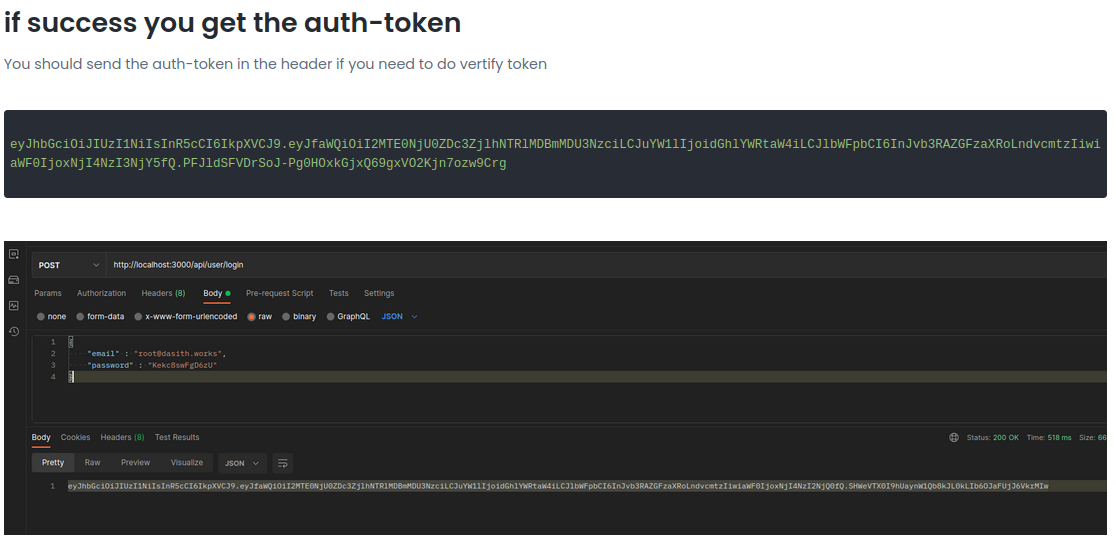 if success you get the auth-token
You should send the auth-token in the header if you need to do vertify token
eyJhbGciOiJIUzI1NiIsInR5cCI6IkpXVCJ9.eyJfaWQiOiI2MTE0NjU0ZDc3ZjlhNTRlMDBmMDU3NzciLCJuYW1lIjoidGhlYWRtaW4iLCJlbWFpbCI6InJvb3RAZGFzaXRoLndvcmtzIiwi
aWF0IjoxNjI4NzI3NjY5fQ.PFJldSFVDrSoJ-Pg0HOxkGjxQ69gxVO2Kjn7ozw9Crg
POST http://localhost:3000/api/user/login
Params Authorization Headers (8) Body Pre-request Script Tests Settings
none form-data x-www-form-urlencoded raw binary GraphQL JSON
1 {
2 "email" : "root@dasith.works",
3 "password" : "Kekc8swFgD6zU"
4 }
Body Cookies Headers (8) Test Results Status: 200 OK Time: 518 ms Size: 66
Pretty Raw Preview Visualize JSON
1 eyJhbGciOiJIUzI1NiIsInR5cCI6IkpXVCJ9.eyJfaWQiOiI2MTE0NjU0ZDc3ZjlhNTRlMDBmMDU3NzciLCJuYW1lIjoidGhlYWRtaW4iLCJlbWFpbCI6InJvb3RAZGFzaXRoLndvcmtzIiwiaWF0IjoxNjI4NzI2NjQ0fQ.SHWeVTX0I9hUaynW1Qb8kJL0kLIb6OJaFUjJ6VkrMIw